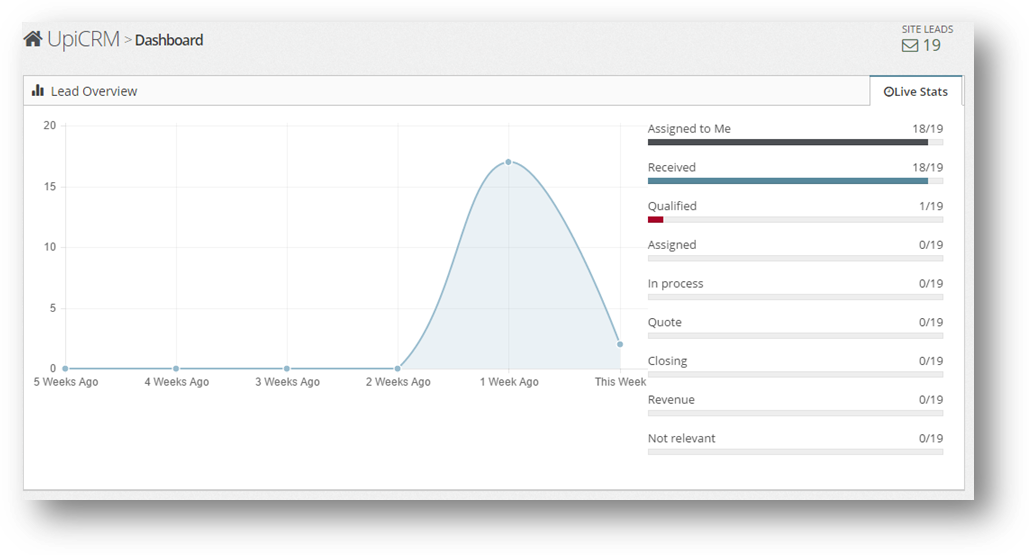 UpiCRM > Dashboard
SITE LEADS
19
Lead Overview
Live Stats
20
15
10
5
0
5 Weeks Ago 4 Weeks Ago 3 Weeks Ago 2 Weeks Ago 1 Week Ago This Week
Assigned to Me 18/19
Received 18/19
Qualified 1/19
Assigned 0/19
In process 0/19
Quote 0/19
Closing 0/19
Revenue 0/19
Not relevant 0/19